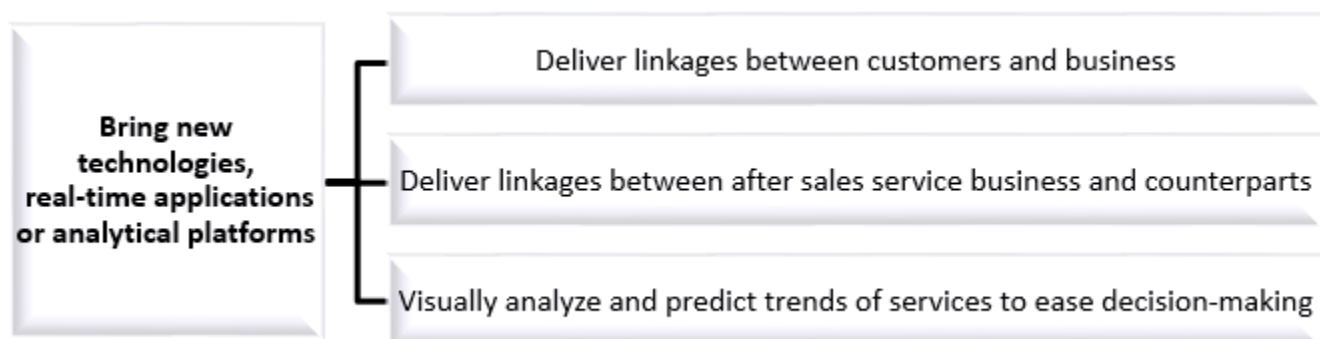 Bring new
technologies,
real-time applications
or analytical platforms
Deliver linkages between customers and business
Deliver linkages between after sales service business and counterparts
Visually analyze and predict trends of services to ease decision-making